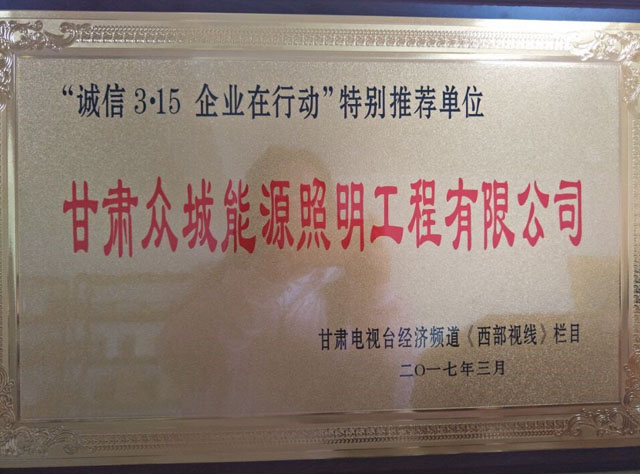 “诚信3·15 企业在行动”特别推荐单位
甘肃众城能源照明工程有限公司
甘肃电视台经济频道《西部视线》栏目
二〇一七年三月